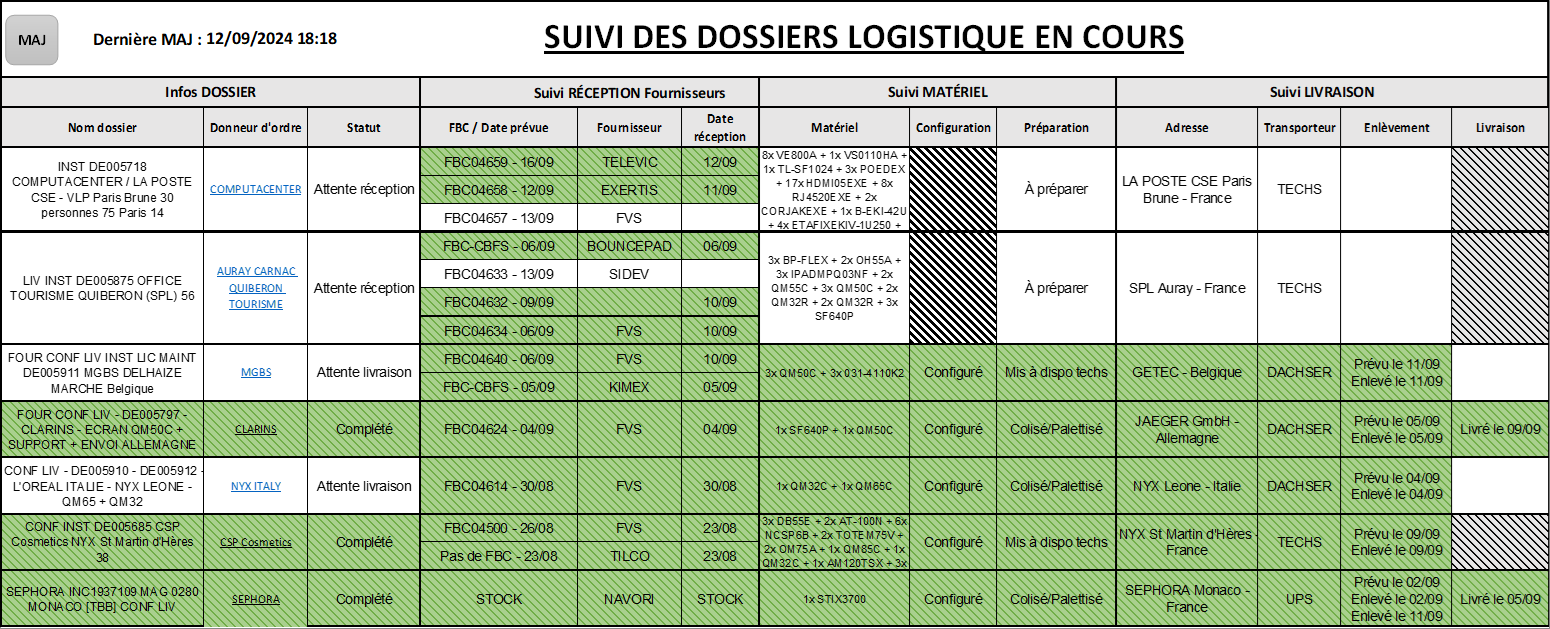 MAJ
Dernière MAJ : 12/09/2024 18:18
SUIVI DES DOSSIERS LOGISTIQUE EN COURS
Infos DOSSIER
Suivi RÉCEPTION Fournisseurs
Suivi MATÉRIEL
Suivi LIVRAISON
Nom dossier
Donneur d'ordre
Statut
FBC / Date prévue
Fournisseur
Date
réception
Matériel
Configuration
Préparation
Adresse
Transporteur
Enlèvement
Livraison
INST DE005718
COMPUTACENTER / LA POSTE
CSE - VLP Paris Brune 30
personnes 75 Paris 14
COMPUTACENTER
Attente réception
FBC04659 - 16/09
TELEVIC
12/09
FBC04658 - 12/09
EXERTIS
11/09
FBC04657 - 13/09
FVS
8x VE800A + 1x VS0110HA +
1x TL-SF1024 + 3x POEDEX
+ 17x HDMI05EXE + 8x
RJ4520EXE + 2x
CORJAKEXE + 1x B-EKI-42U
+ 4x ETAFIXEKIV-1U250 +
À préparer
LA POSTE CSE Paris
Brune - France
TECHS
LIV INST DE005875 OFFICE
TOURISME QUIBERON (SPL) 56
AURAY CARNAC
QUIBERON
TOURISME
Attente réception
FBC-CBFS - 06/09
BOUNCEPAD
06/09
FBC04633 - 13/09
SIDEV
FBC04632 - 09/09
10/09
FBC04634 - 06/09
FVS
10/09
3x BP-FLEX + 2x OH55A +
3x IPADMPQ03NF + 2x
QM55C + 3x QM50C + 2x
QM32R + 2x QM32R + 3x
SF640P
À préparer
SPL Auray - France
TECHS
FOUR CONF LIV INST LIC MAINT
DE005911 MGBS DELHAIZE
MARCHE Belgique
MGBS
Attente livraison
FBC04640 - 06/09
FVS
10/09
FBC-CBFS - 05/09
KIMEX
05/09
3x QM50C + 3x 031-4110K2
Configuré
Mis à dispo techs
GETEC - Belgique
DACHSER
Prévu le 11/09
Enlevé le 11/09
FOUR CONF LIV - DE005797 -
CLARINS - ECRAN QM50C +
SUPPORT + ENVOI ALLEMAGNE
CLARINS
Complété
FBC04624 - 04/09
FVS
04/09
1x SF640P + 1x QM50C
Configuré
Colisé/Palettisé
JAEGER GmbH -
Allemagne
DACHSER
Prévu le 05/09
Enlevé le 05/09
Livré le 09/09
CONF LIV - DE005910 - DE005912 -
L'OREAL ITALIE - NYX LEONE -
QM65 + QM32
NYX ITALY
Attente livraison
FBC04614 - 30/08
FVS
30/08
1x QM32C + 1x QM65C
Configuré
Colisé/Palettisé
NYX Leone - Italie
DACHSER
Prévu le 04/09
Enlevé le 04/09
CONF INST DE005685 CSP
Cosmetics NYX St Martin d'Hères
38
CSP Cosmetics
Complété
FBC04500 - 26/08
FVS
23/08
Pas de FBC - 23/08
TILCO
23/08
3x DB55E + 2x AT-100N + 6x
NCSP6B + 2x TOTEM75V +
2x OM75A + 1x QM85C + 1x
QM32C + 1x AM120TSX + 3x
Configuré
Mis à dispo techs
NYX St Martin d'Hères -
France
TECHS
Prévu le 09/09
Enlevé le 09/09
SEPHORA INC1937109 MAG 0280
MONACO [TBB] CONF LIV
SEPHORA
Complété
STOCK
NAVORI
STOCK
1x STIX3700
Configuré
Colisé/Palettisé
SEPHORA Monaco -
France
UPS
Prévu le 02/09
Enlevé le 02/09
Enlevé le 11/09
Livré le 05/09